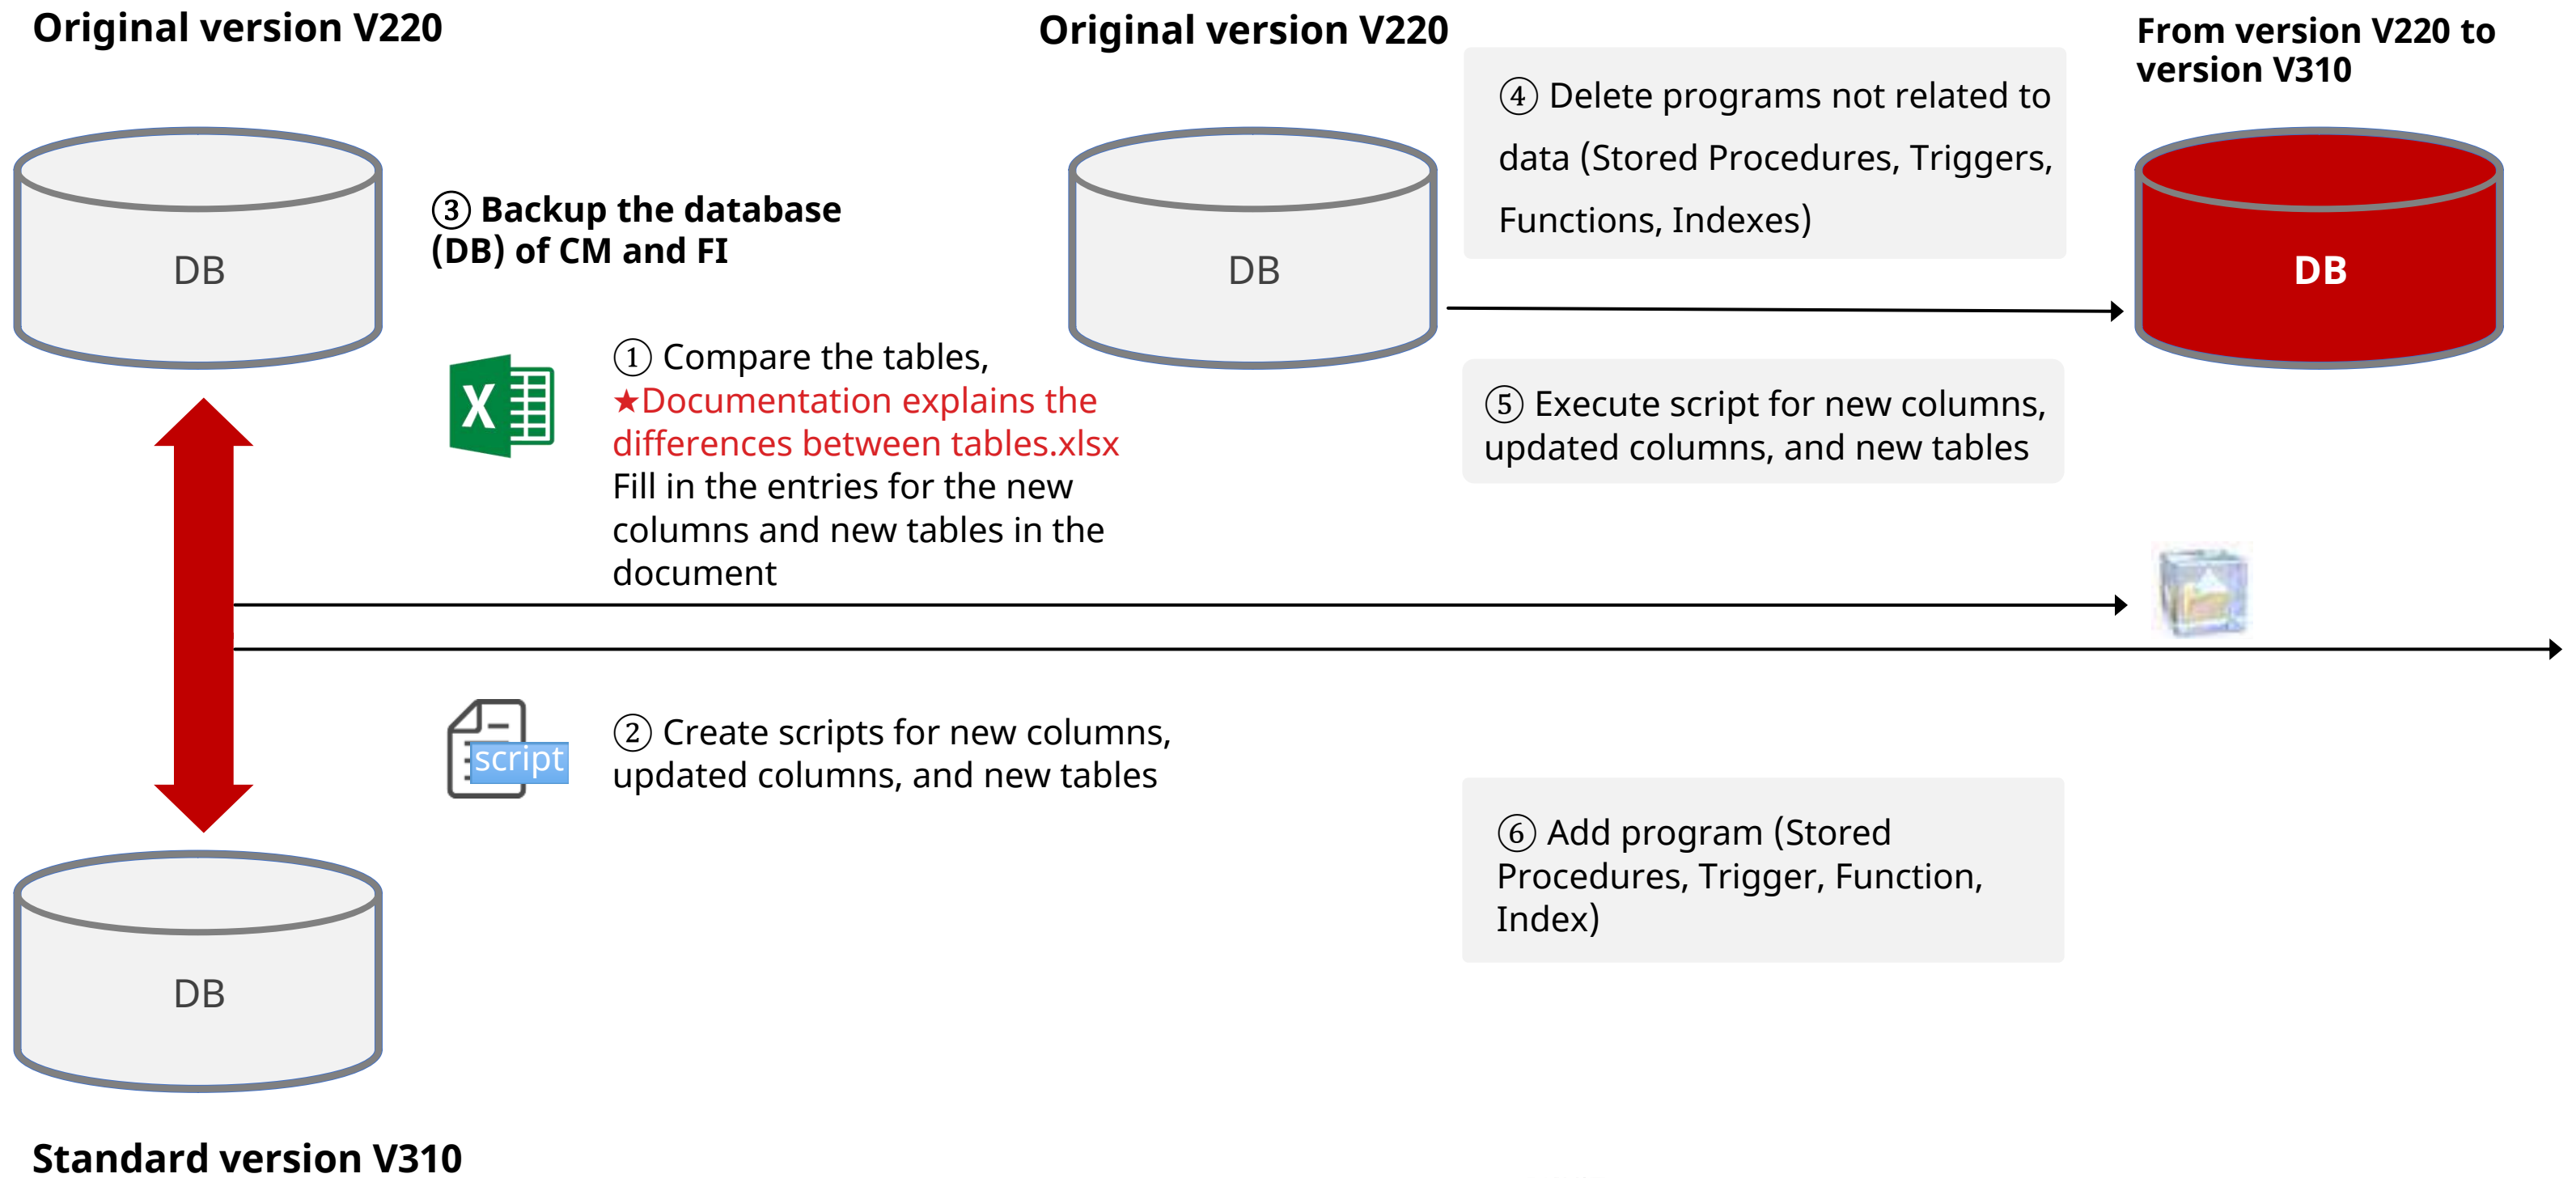 Original version V220
Original version V220
From version V220 to
version V310
④ Delete programs not related to
data (Stored Procedures, Triggers,
Functions, Indexes)
③ Backup the database
(DB) of CM and FI
DB
DB
DB
① Compare the tables,
★Documentation explains the
differences between tables.xlsx
Fill in the entries for the new
columns and new tables in the
document
X
⑤ Execute script for new columns,
updated columns, and new tables
script
② Create scripts for new columns,
updated columns, and new tables
⑥ Add program (Stored
Procedures, Trigger, Function,
Index)
DB
Standard version V310